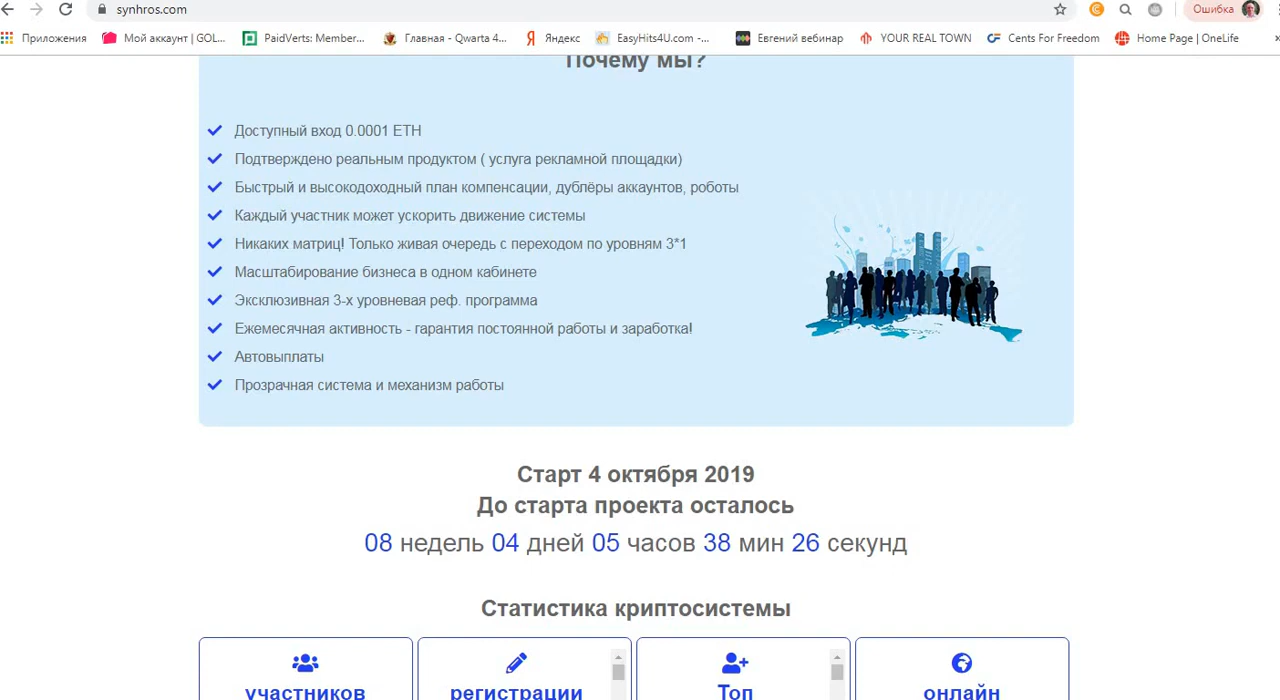 synhros.com
Ошибка
Приложения
Мой аккаунт | GOL...
PaidVerts: Member...
Главная - Qwarta 4...
Яндекс
EasyHits4U.com -...
Евгений вебинар
YOUR REAL TOWN
Cents For Freedom
Home Page | OneLife
»
Почему мы?
Доступный вход 0.0001 ETH
Подтверждено реальным продуктом ( услуга рекламной площадки)
Быстрый и высокодоходный план компенсации, дублёры аккаунтов, роботы
Каждый участник может ускорить движение системы
Никаких матриц! Только живая очередь с переходом по уровням 3*1
Масштабирование бизнеса в одном кабинете
Эксклюзивная 3-х уровневая реф. программа
Ежемесячная активность - гарантия постоянной работы и заработка!
Автовыплаты
Прозрачная система и механизм работы
Старт 4 октября 2019
До старта проекта осталось
08 недель 04 дней 05 часов 38 мин 26 секунд
Статистика криптосистемы
участников
регистрации
Топ
онлайн